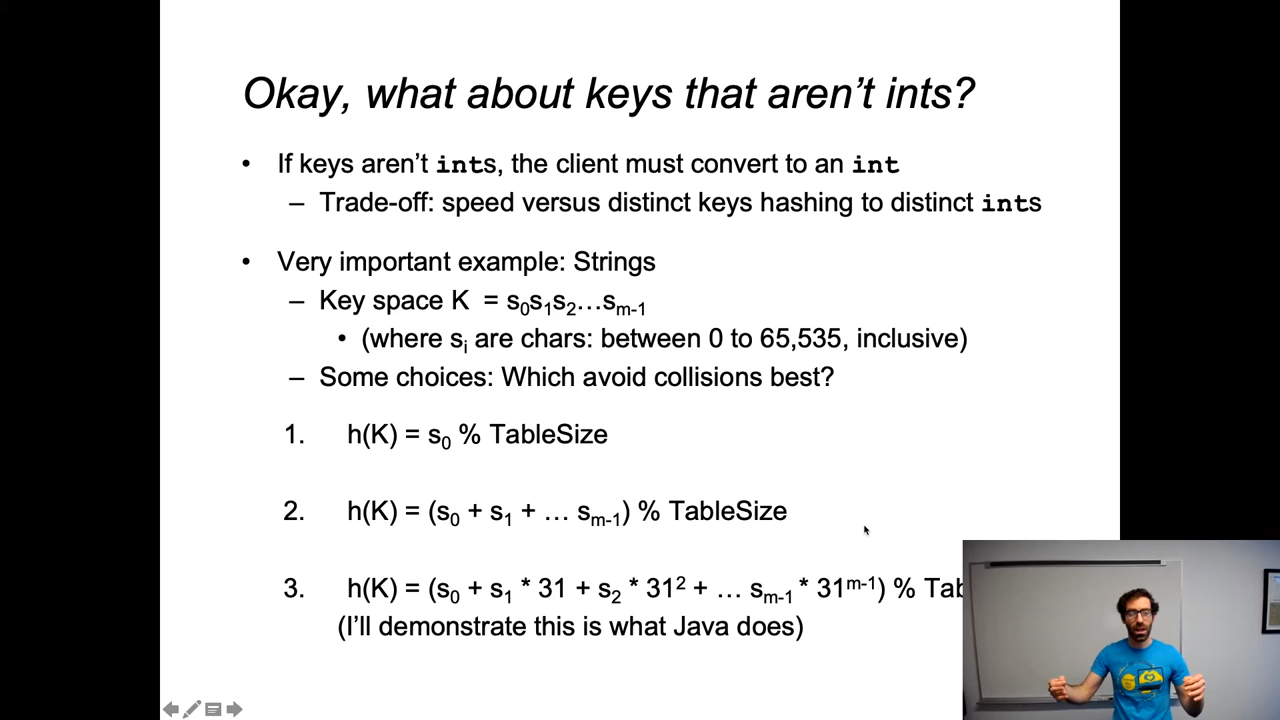 Okay, what about keys that aren't ints?
• If keys aren't ints, the client must convert to an int
– Trade-off: speed versus distinct keys hashing to distinct ints
• Very important example: Strings
– Key space K = s₀s₁s₂…sₘ₋₁
• (where sᵢ are chars: between 0 to 65,535, inclusive)
– Some choices: Which avoid collisions best?
1. h(K) = s₀ % TableSize
2. h(K) = (s₀ + s₁ + … sₘ₋₁) % TableSize
3. h(K) = (s₀ + s₁ * 31 + s₂ * 31² + … sₘ₋₁ * 31ᵐ⁻¹) % Tab
(I'll demonstrate this is what Java does)